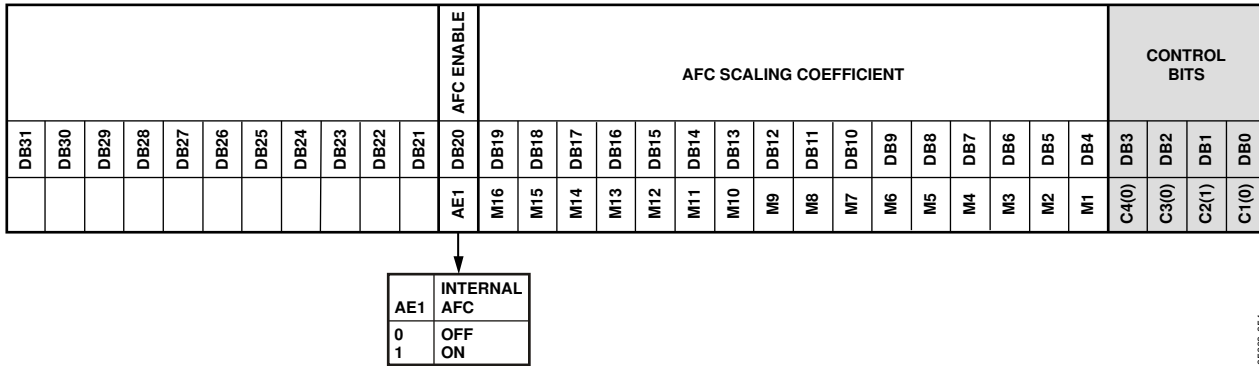 AFC ENABLE
AFC SCALING COEFFICIENT
CONTROL
BITS
DB31 DB30 DB29 DB28 DB27 DB26 DB25 DB24 DB23 DB22 DB21 DB20 DB19 DB18 DB17 DB16 DB15 DB14 DB13 DB12 DB11 DB10 DB9 DB8 DB7 DB6 DB5 DB4 DB3 DB2 DB1 DB0
AE1 M16 M15 M14 M13 M12 M11 M10 M9 M8 M7 M6 M5 M4 M3 M2 M1 C4(0) C3(0) C2(1) C1(0)
INTERNAL
AE1 AFC
0 OFF
1 ON